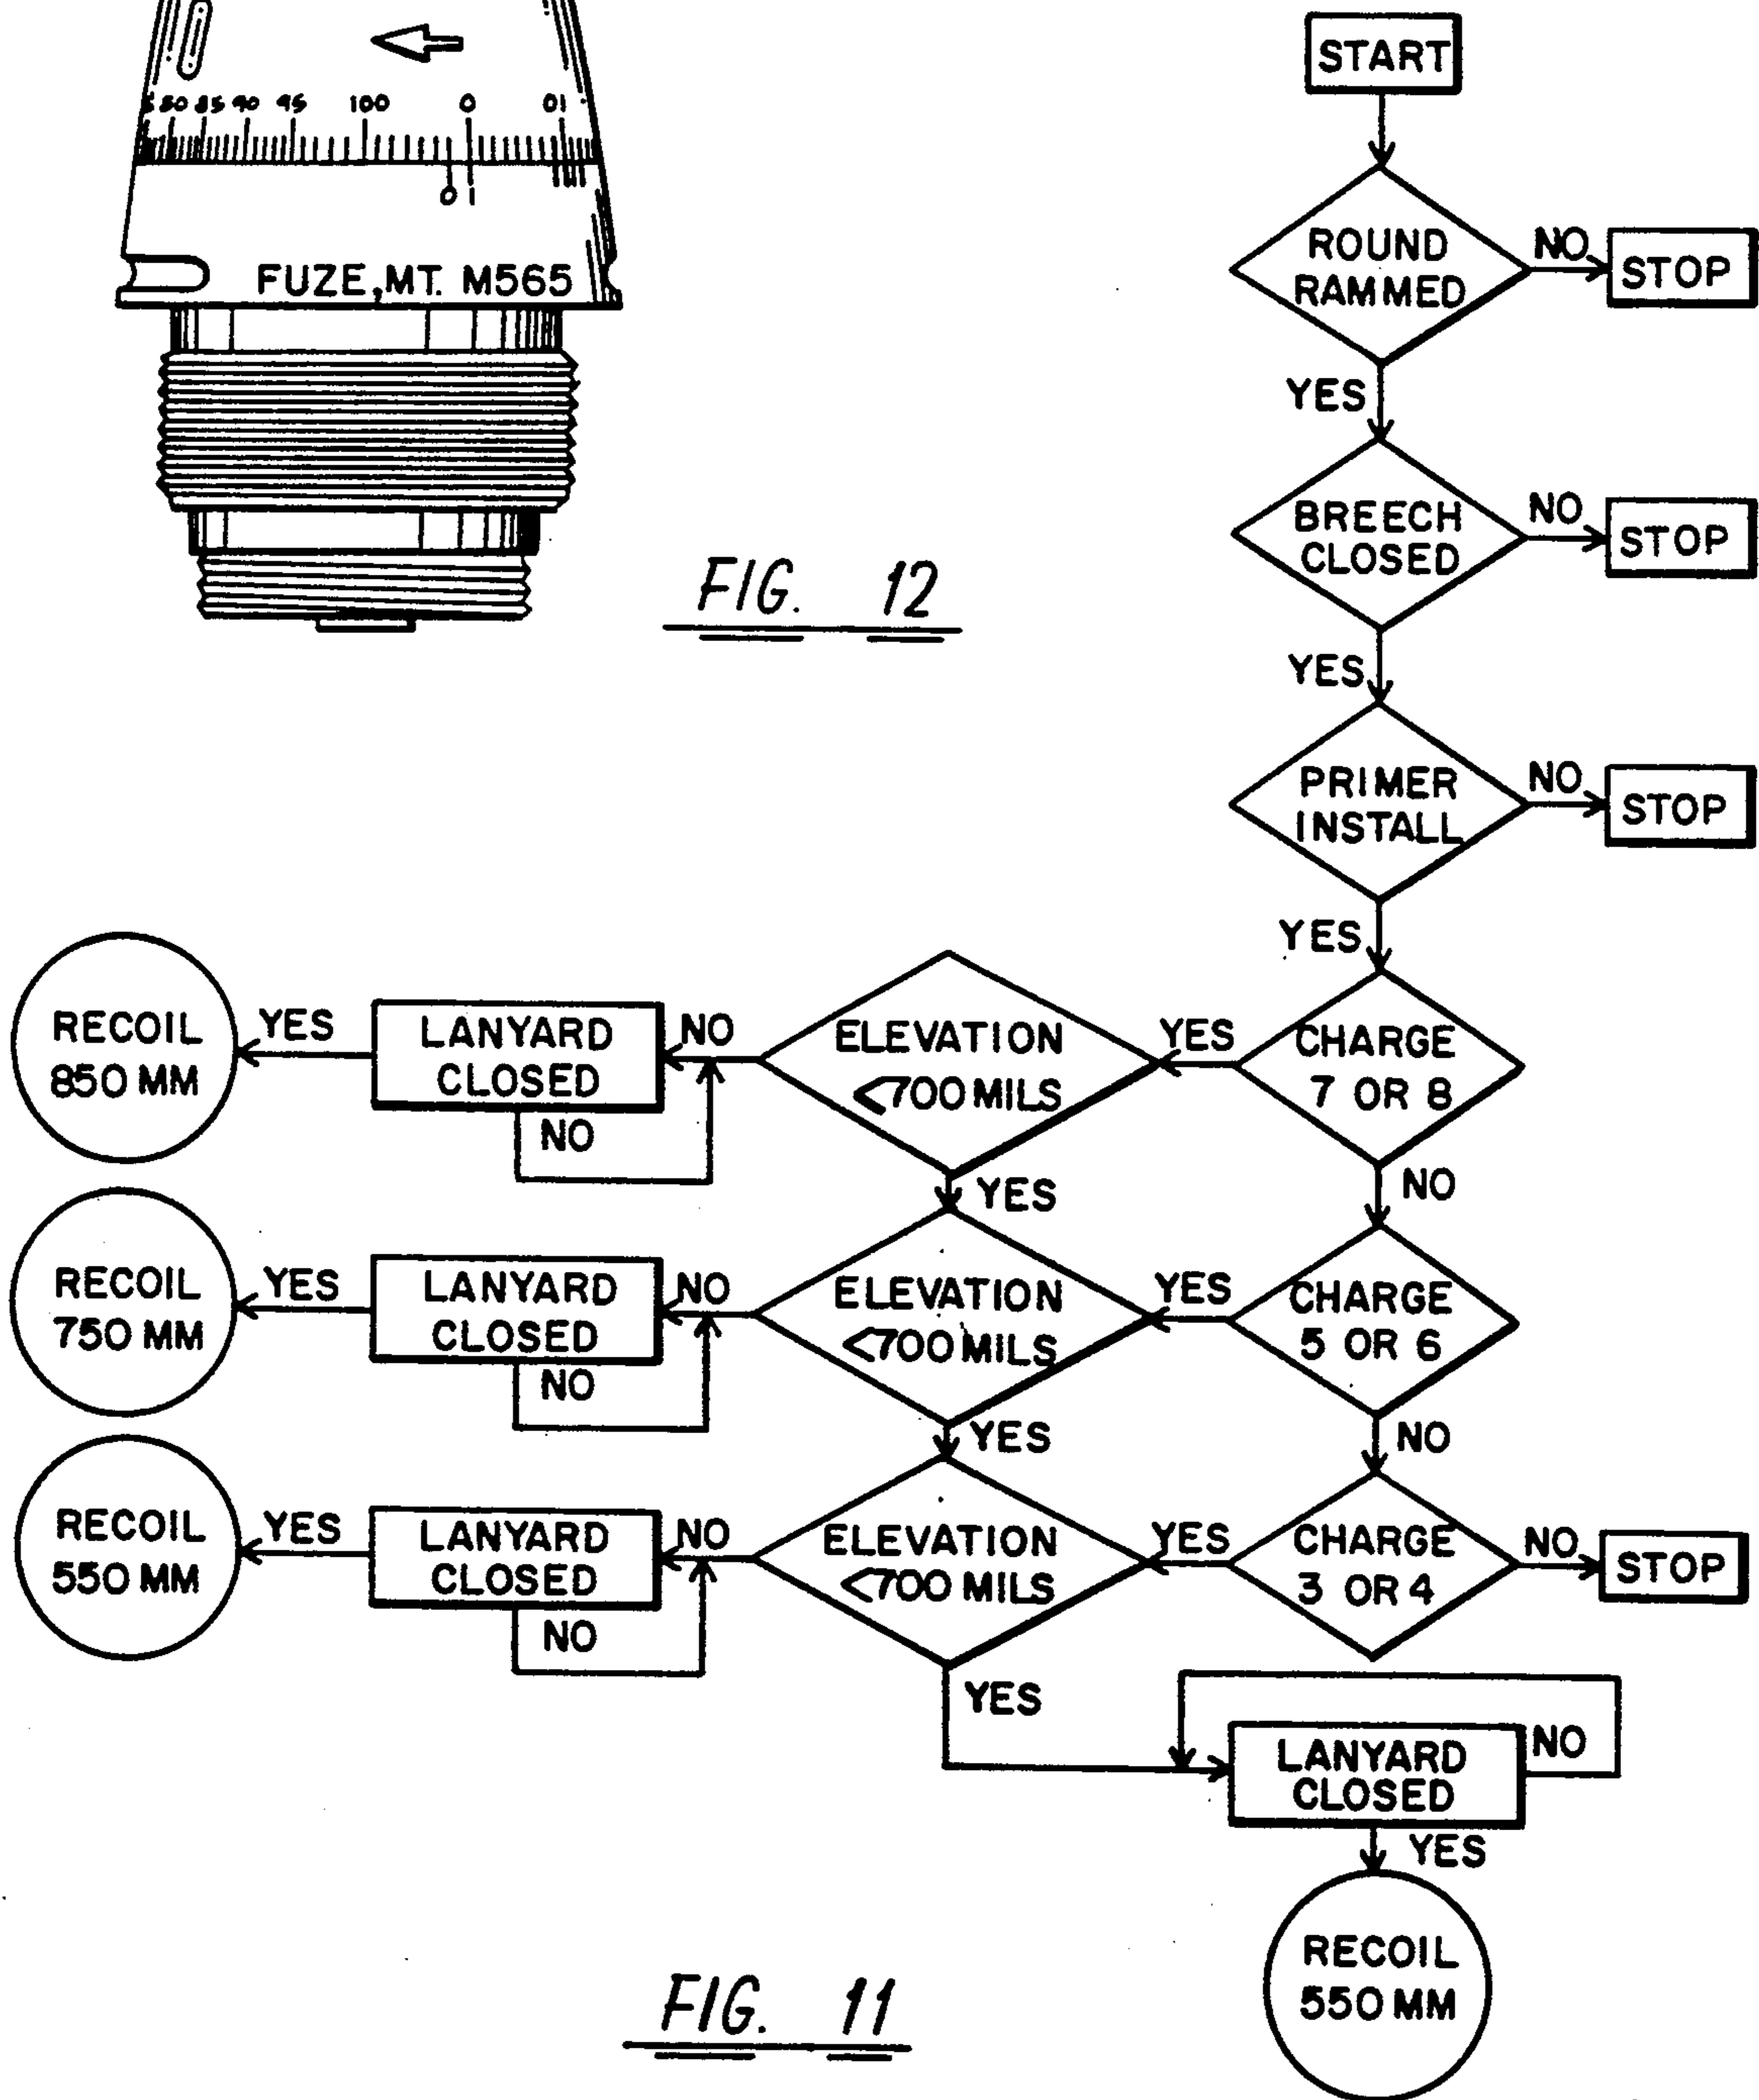 80 85 90 95 100 0 01
0 1
FUZE, MT. M565
FIG. 12
START
ROUND
RAMMED
NO
STOP
YES
BREECH
CLOSED
NO
STOP
YES
PRIMER
INSTALL
NO
STOP
YES
CHARGE
7 OR 8
YES
ELEVATION
<700 MILS
NO
LANYARD
CLOSED
YES
RECOIL
850 MM
NO
YES
NO
CHARGE
5 OR 6
YES
ELEVATION
<700 MILS
NO
LANYARD
CLOSED
YES
RECOIL
750 MM
NO
YES
NO
CHARGE
3 OR 4
NO
STOP
YES
ELEVATION
<700 MILS
NO
LANYARD
CLOSED
YES
RECOIL
550 MM
NO
YES
LANYARD
CLOSED
NO
YES
RECOIL
550 MM
FIG. 11